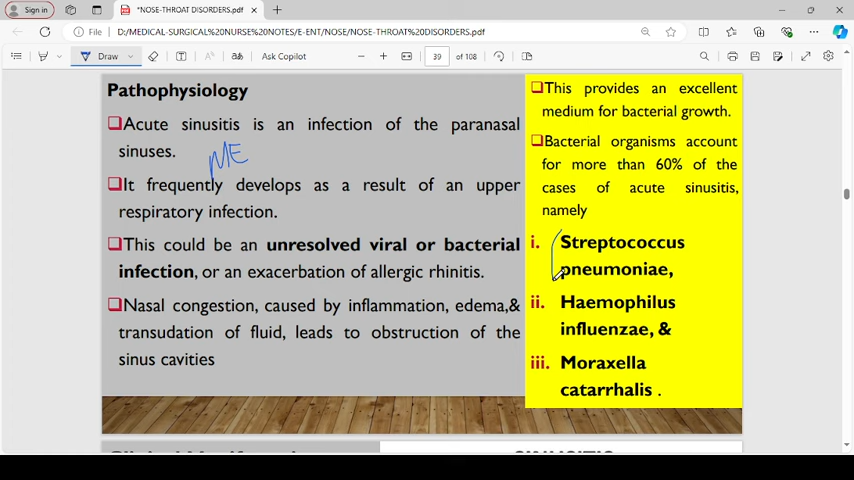 Sign in
*NOSE-THROAT DISORDERS.pdf
File
D:/MEDICAL-SURGICAL%20NURSE%20NOTES/E-ENT/NOSE/NOSE-THROAT%20DISORDERS.pdf
Draw
Ask Copilot
39 of 108
Pathophysiology
Acute sinusitis is an infection of the paranasal
sinuses.
ME
It frequently develops as a result of an upper
respiratory infection.
This could be an unresolved viral or bacterial
infection, or an exacerbation of allergic rhinitis.
Nasal congestion, caused by inflammation, edema,&
transudation of fluid, leads to obstruction of the
sinus cavities
This provides an excellent
medium for bacterial growth.
Bacterial organisms account
for more than 60% of the
cases of acute sinusitis,
namely
i. Streptococcus
pneumoniae,
ii. Haemophilus
influenzae, &
iii. Moraxella
catarrhalis .